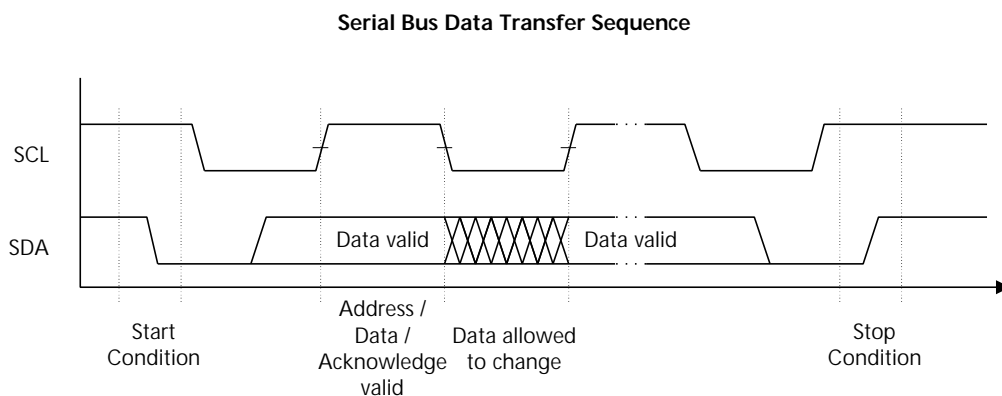 Serial Bus Data Transfer Sequence
SCL
SDA
Data valid
Data valid
Start
Condition
Address /
Data /
Acknowledge
valid
Data allowed
to change
Stop
Condition